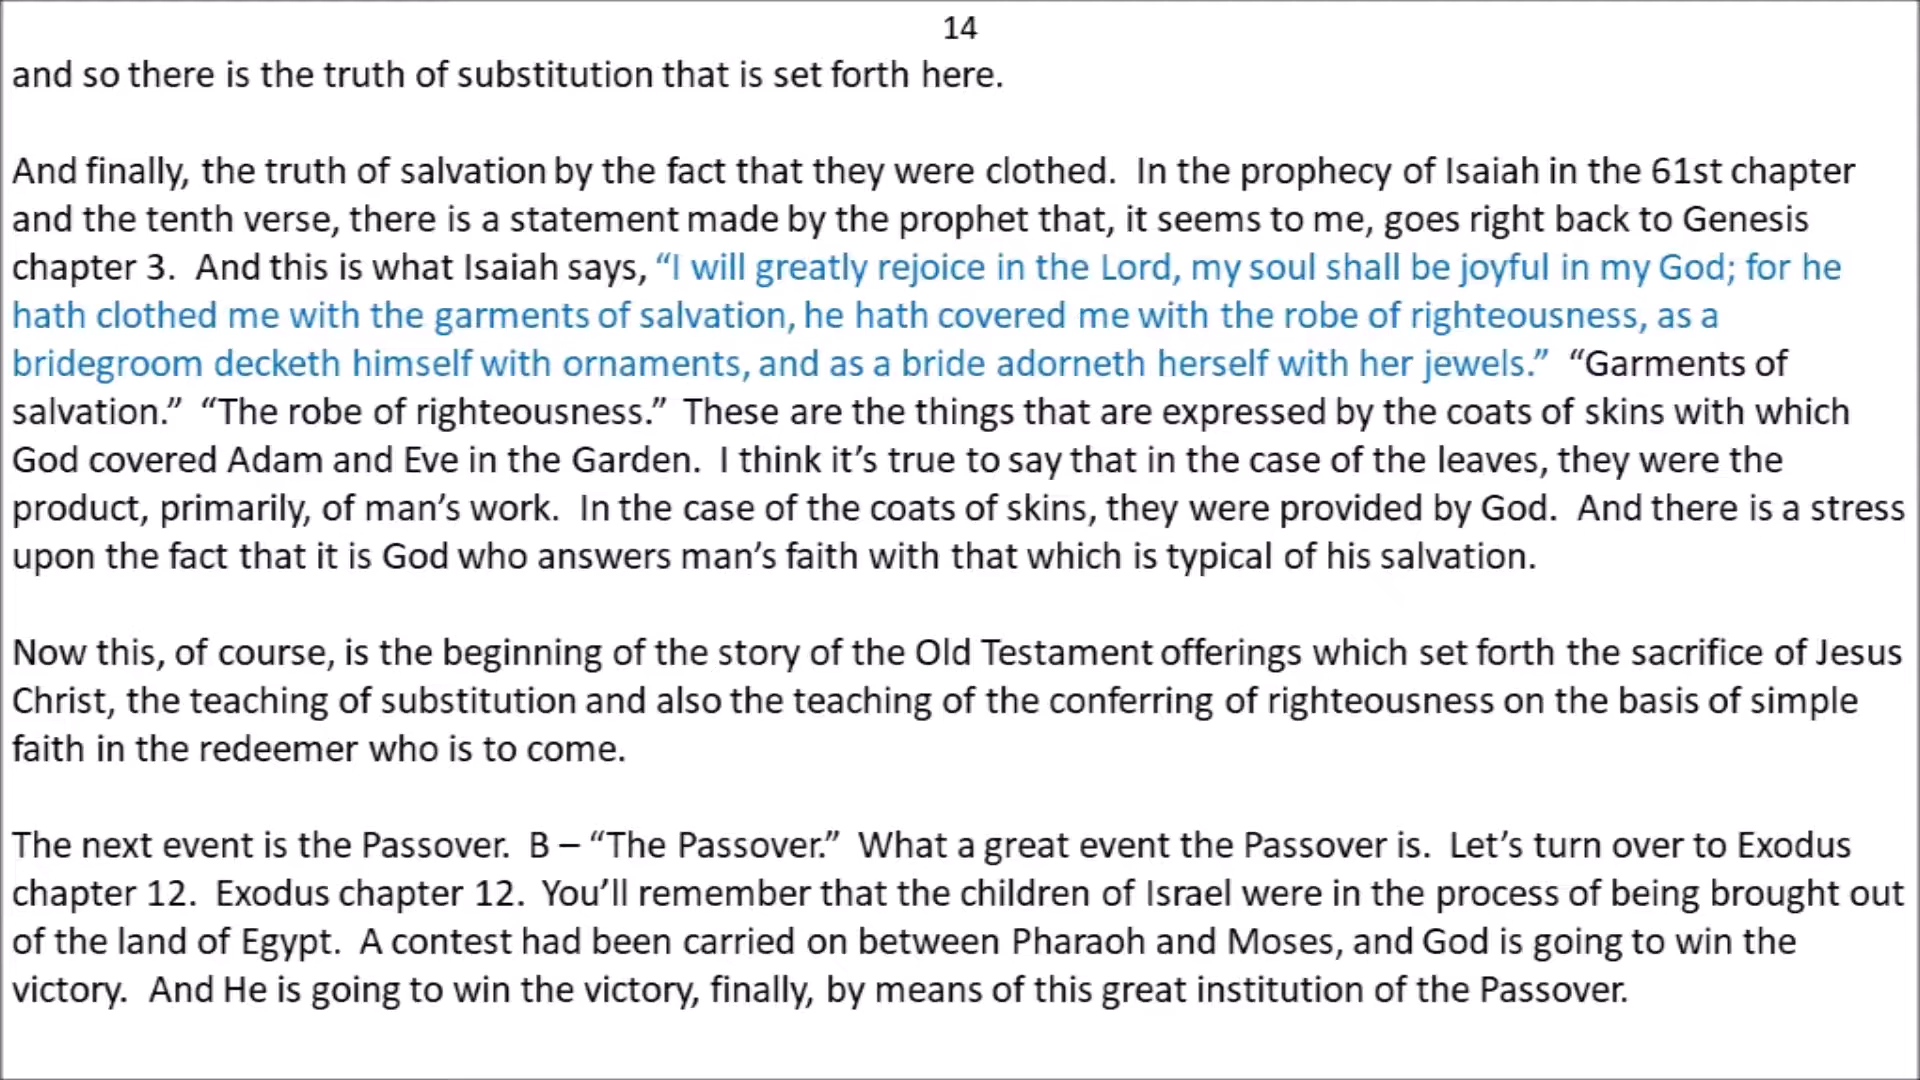 14
and so there is the truth of substitution that is set forth here.
And finally, the truth of salvation by the fact that they were clothed.  In the prophecy of Isaiah in the 61st chapter
and the tenth verse, there is a statement made by the prophet that, it seems to me, goes right back to Genesis
chapter 3.  And this is what Isaiah says, “I will greatly rejoice in the Lord, my soul shall be joyful in my God; for he
hath clothed me with the garments of salvation, he hath covered me with the robe of righteousness, as a
bridegroom decketh himself with ornaments, and as a bride adorneth herself with her jewels.”  “Garments of
salvation.”  “The robe of righteousness.”  These are the things that are expressed by the coats of skins with which
God covered Adam and Eve in the Garden.  I think it’s true to say that in the case of the leaves, they were the
product, primarily, of man’s work.  In the case of the coats of skins, they were provided by God.  And there is a stress
upon the fact that it is God who answers man’s faith with that which is typical of his salvation.
Now this, of course, is the beginning of the story of the Old Testament offerings which set forth the sacrifice of Jesus
Christ, the teaching of substitution and also the teaching of the conferring of righteousness on the basis of simple
faith in the redeemer who is to come.
The next event is the Passover.  B – “The Passover.”  What a great event the Passover is.  Let’s turn over to Exodus
chapter 12.  Exodus chapter 12.  You’ll remember that the children of Israel were in the process of being brought out
of the land of Egypt.  A contest had been carried on between Pharaoh and Moses, and God is going to win the
victory.  And He is going to win the victory, finally, by means of this great institution of the Passover.